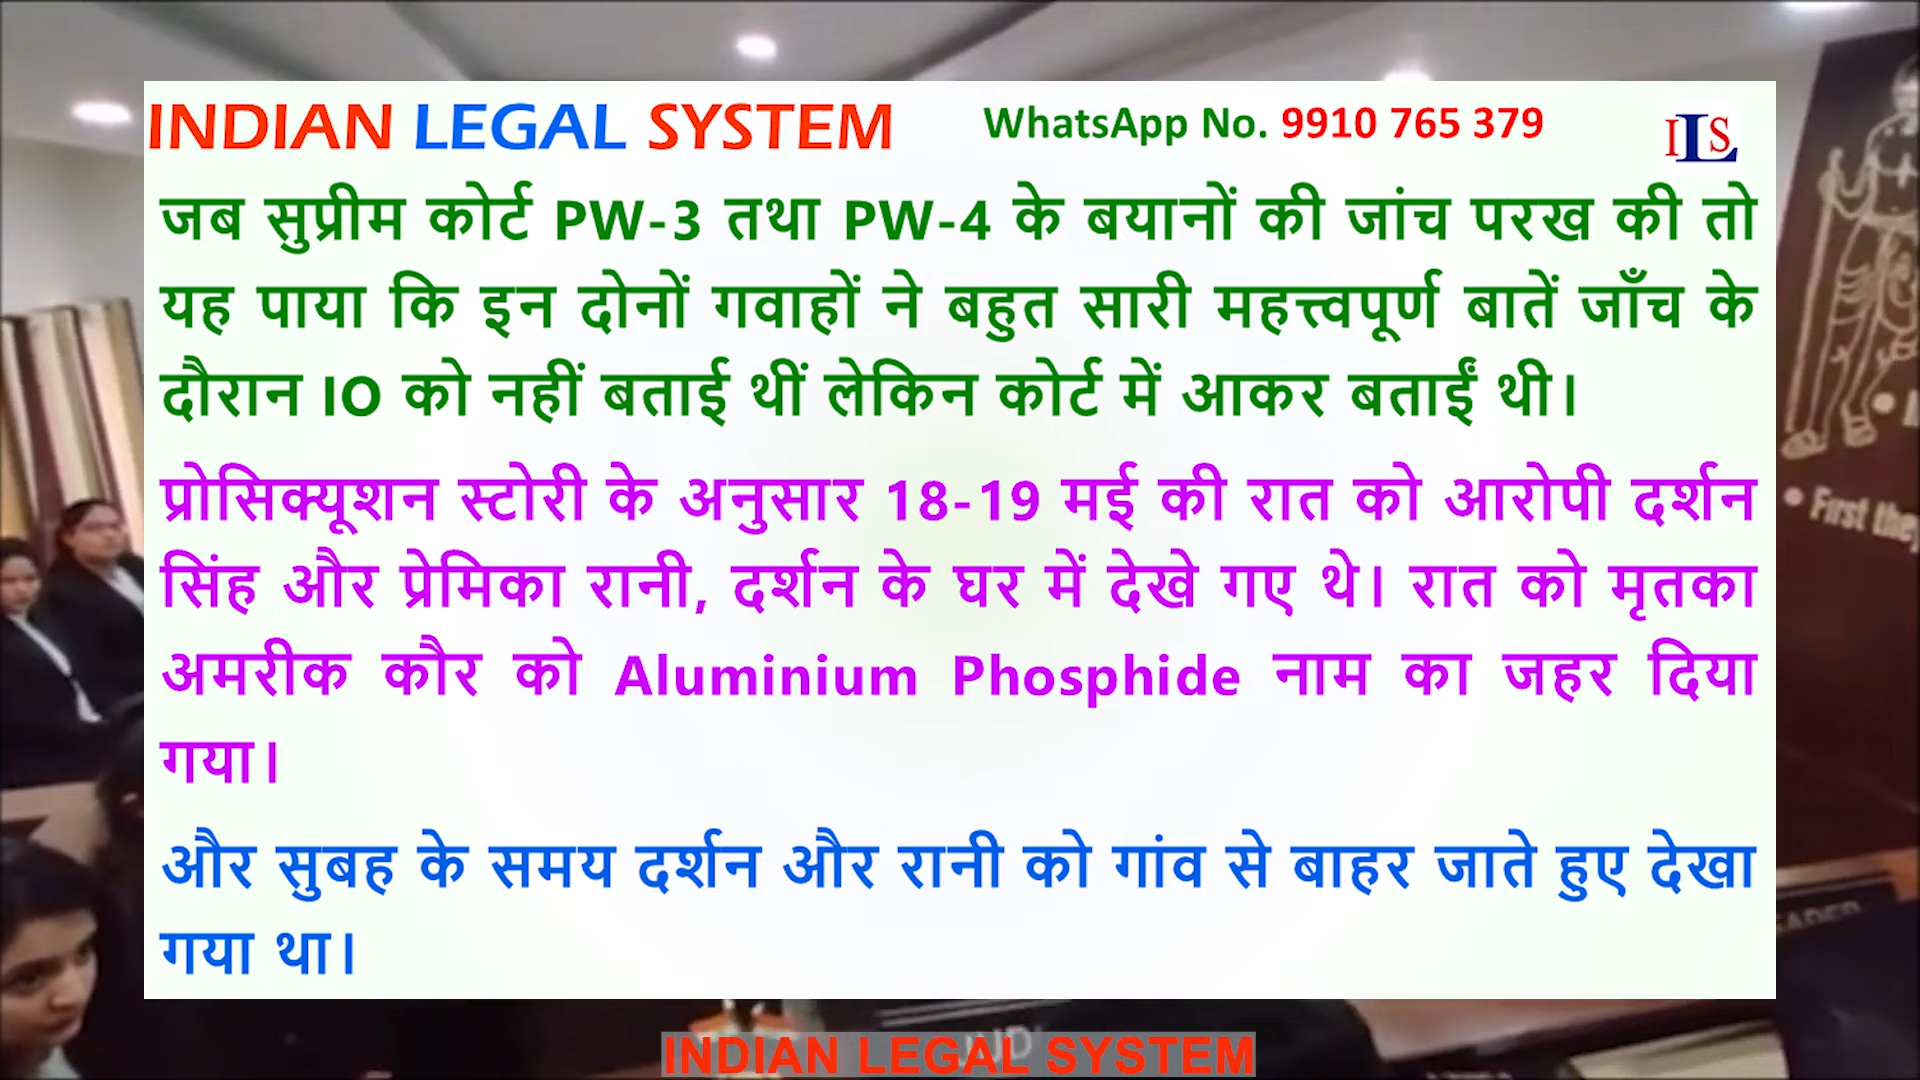 INDIAN LEGAL SYSTEM WhatsApp No. 9910 765 379 ILS
जब सुप्रीम कोर्ट PW-3 तथा PW-4 के बयानों की जांच परख की तो
यह पाया कि इन दोनों गवाहों ने बहुत सारी महत्त्वपूर्ण बातें जाँच के
दौरान IO को नहीं बताई थीं लेकिन कोर्ट में आकर बताईं थी।
प्रोसिक्यूशन स्टोरी के अनुसार 18-19 मई की रात को आरोपी दर्शन
सिंह और प्रेमिका रानी, दर्शन के घर में देखे गए थे। रात को मृतका
अमरीक कौर को Aluminium Phosphide नाम का जहर दिया
गया।
और सुबह के समय दर्शन और रानी को गांव से बाहर जाते हुए देखा
गया था।
First they
INDIAN LEGAL SYSTEM